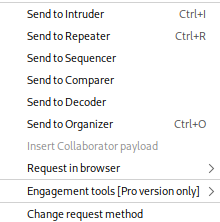 Send to Intruder Ctrl+I
Send to Repeater Ctrl+R
Send to Sequencer
Send to Comparer
Send to Decoder
Send to Organizer Ctrl+O
Insert Collaborator payload
Request in browser
Engagement tools [Pro version only]
Change request method